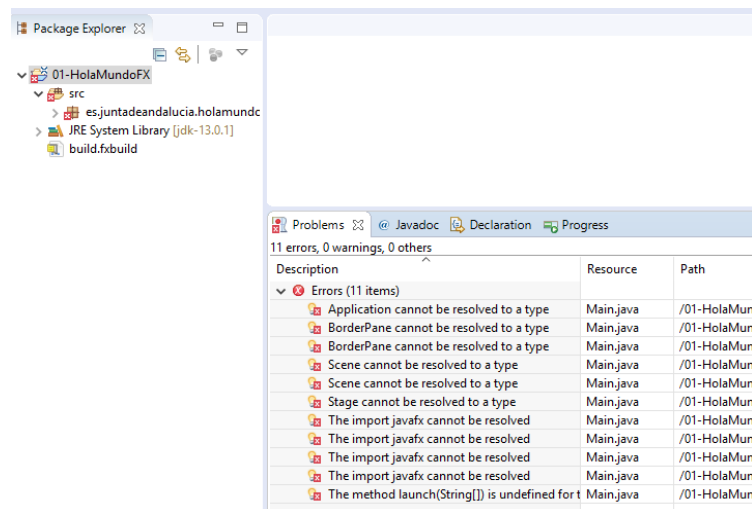 Package Explorer
01-HolaMundoFX
src
es.juntadeandalucia.holamundc
JRE System Library [jdk-13.0.1]
build.fxbuild
Problems @ Javadoc Declaration Progress
11 errors, 0 warnings, 0 others
Description Resource Path
Errors (11 items)
Application cannot be resolved to a type Main.java /01-HolaMun
BorderPane cannot be resolved to a type Main.java /01-HolaMun
BorderPane cannot be resolved to a type Main.java /01-HolaMun
Scene cannot be resolved to a type Main.java /01-HolaMun
Scene cannot be resolved to a type Main.java /01-HolaMun
Stage cannot be resolved to a type Main.java /01-HolaMun
The import javafx cannot be resolved Main.java /01-HolaMun
The import javafx cannot be resolved Main.java /01-HolaMun
The import javafx cannot be resolved Main.java /01-HolaMun
The import javafx cannot be resolved Main.java /01-HolaMun
The method launch(String[]) is undefined for t Main.java /01-HolaMun